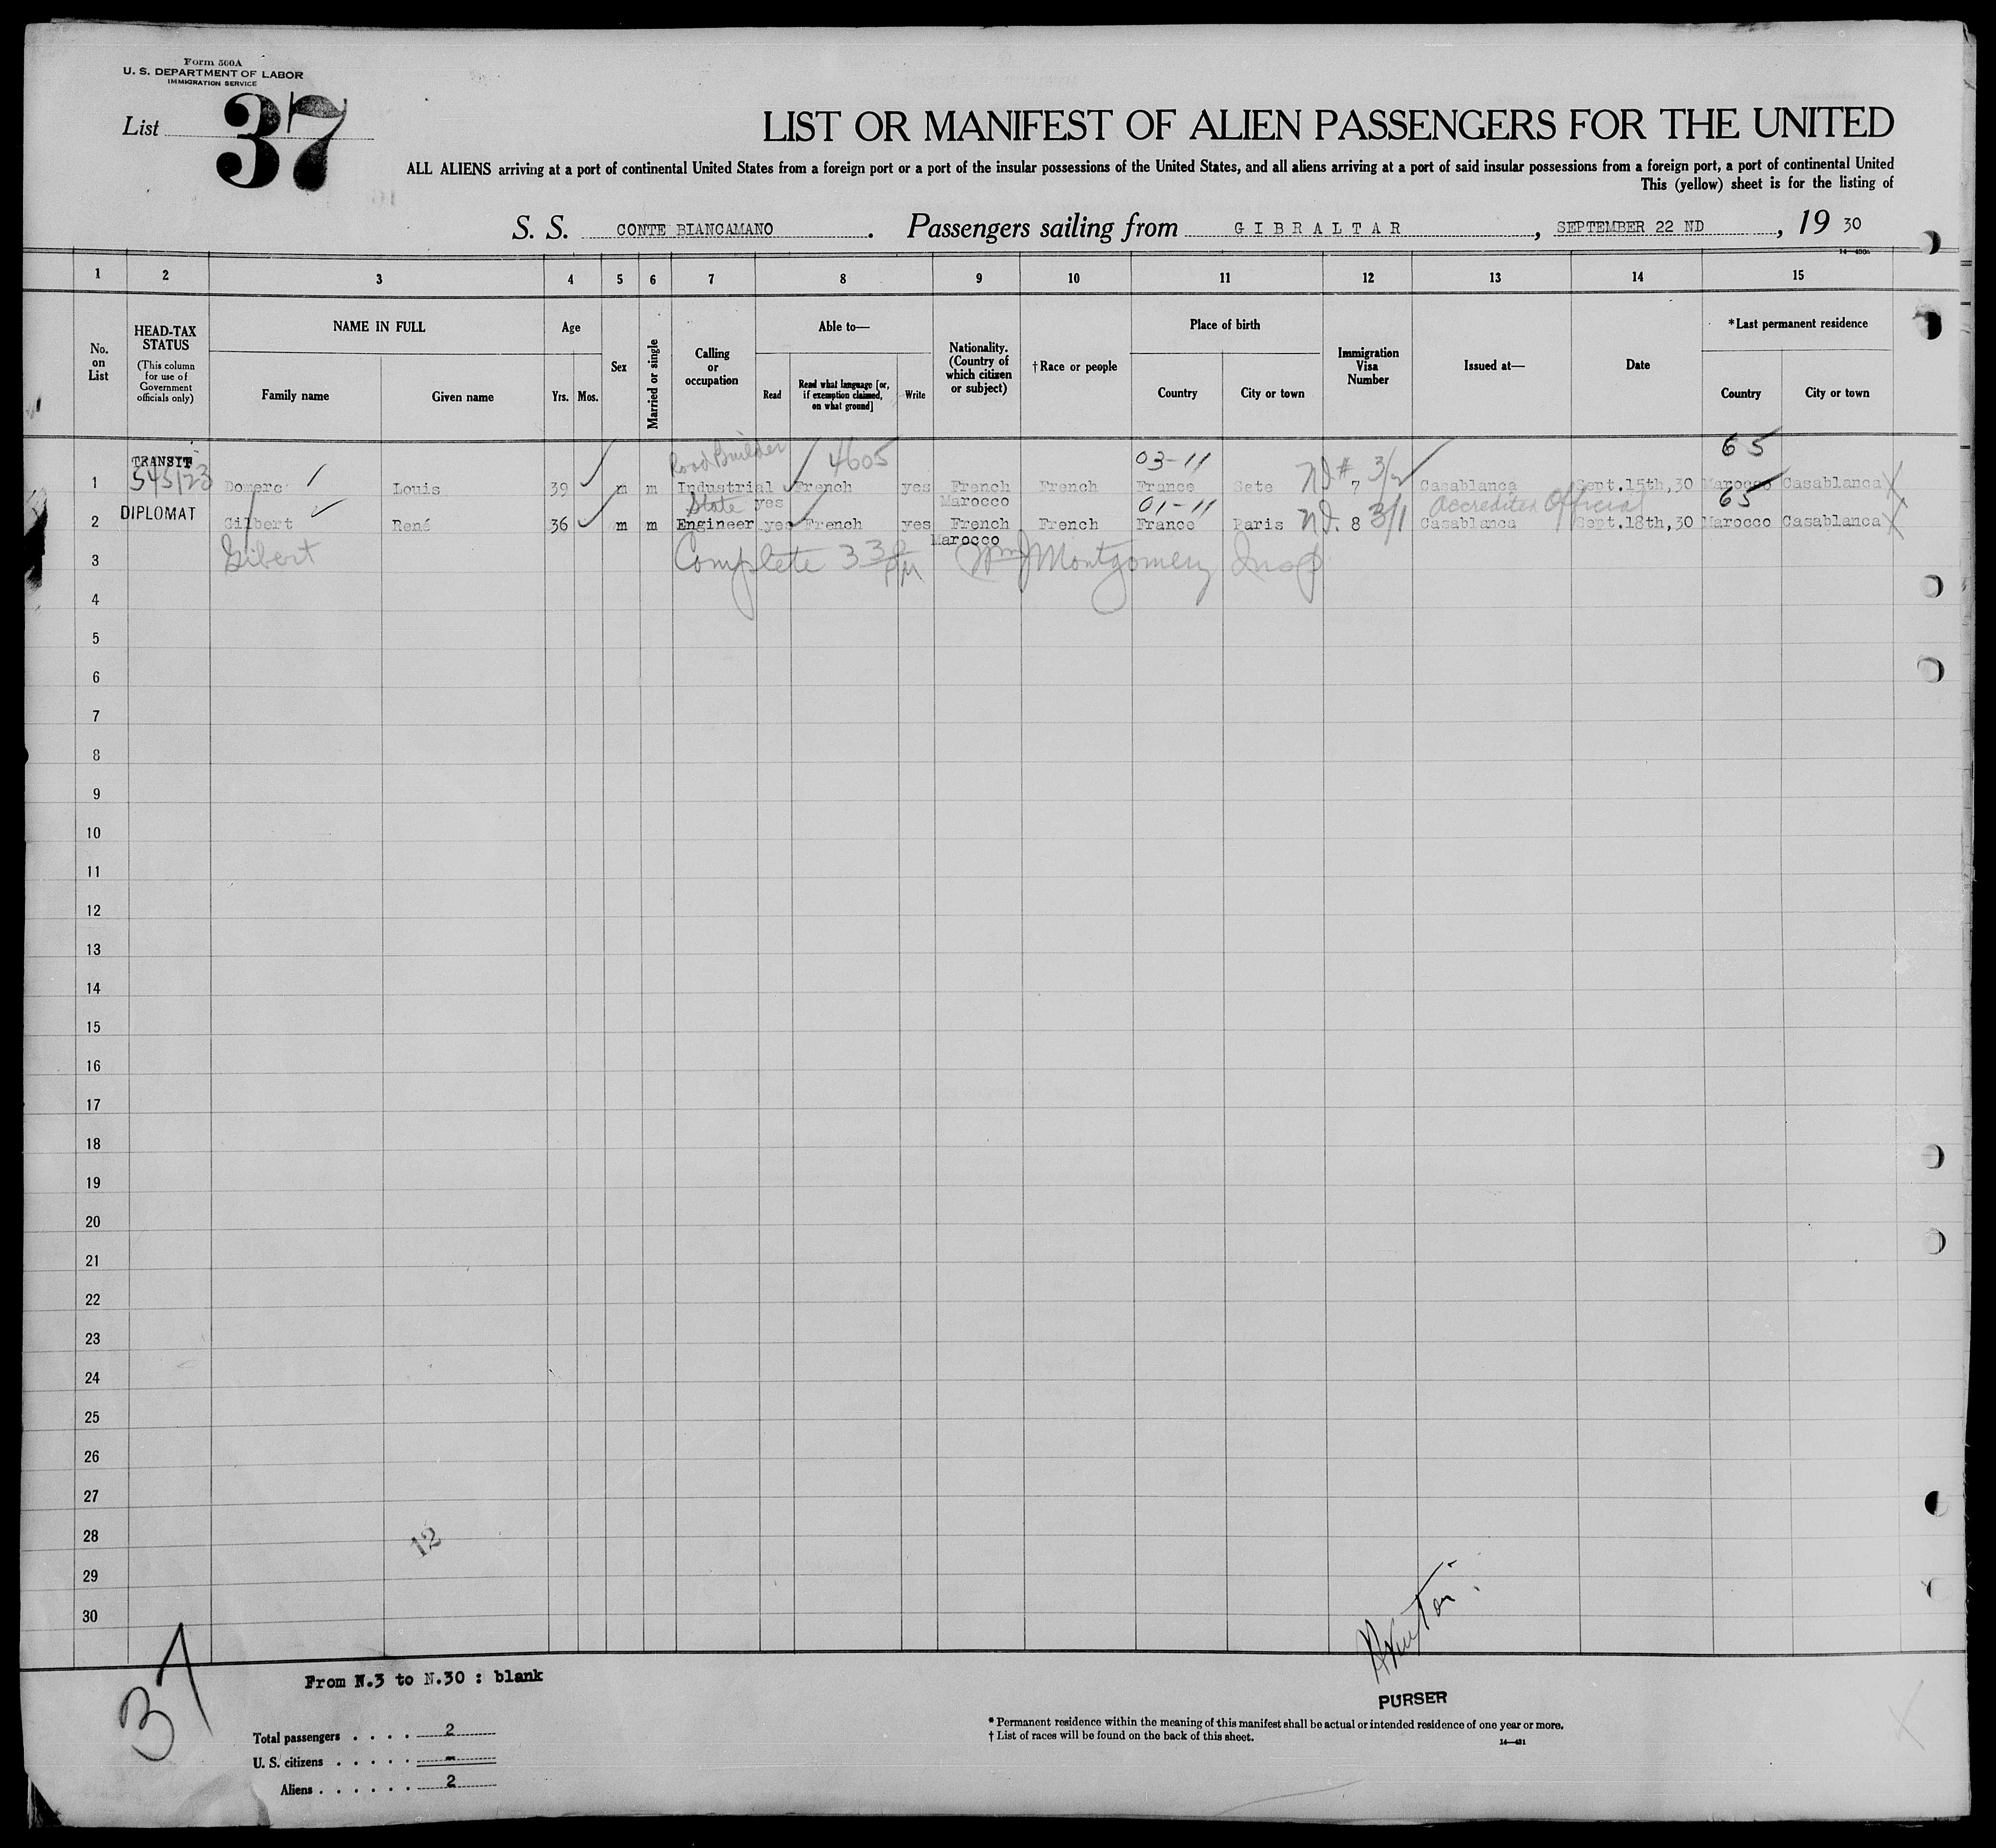 Form 500A
U. S. DEPARTMENT OF LABOR
IMMIGRATION SERVICE
List 37
LIST OR MANIFEST OF ALIEN PASSENGERS FOR THE UNITED
ALL ALIENS arriving at a port of continental United States from a foreign port or a port of the insular possessions of the United States, and all aliens arriving at a port of said insular possessions from a foreign port, a port of continental United
This (yellow) sheet is for the listing of
S. S. CONTE BIANCAMANO . Passengers sailing from GIBRALTAR , SEPTEMBER 22 ND , 19 30
1 2 3 4 5 6 7 8 9 10 11 12 13 14 15
No. on List
HEAD-TAX STATUS (This column for use of Government officials only)
NAME IN FULL
Family name Given name
Age
Yrs. Mos.
Sex
Married or single
Calling or occupation
Able to—
Read Read what language [or, if exemption claimed, on what ground] Write
Nationality. (Country of which citizen or subject)
†Race or people
Place of birth
Country City or town
Immigration Visa Number
Issued at—
Date
*Last permanent residence
Country City or town
TRANSIT Road Builder 4605 03-11 65
1 545123 Domerc Louis 39 m m Industrial yes French yes French Marocco French France Sete 7 3/2 Casablanca Sept.15th,30 Marocco Casablanca
State 01-11 Accredited Official 65
2 DIPLOMAT Gilbert René 36 m m Engineer yes French yes French Marocco French France Paris 8 3/1 Casablanca Sept.18th,30 Marocco Casablanca
3 Gibert Complete Wm J Montgomery Insp
4
5
6
7
8
9
10
11
12
13
14
15
16
17
18
19
20
21
22
23
24
25
26
27
28 12
29
30
37
From N.3 to N.30 : blank
PURSER
Total passengers . . . . 2
U. S. citizens . . . . . -
Aliens . . . . . . 2
* Permanent residence within the meaning of this manifest shall be actual or intended residence of one year or more.
† List of races will be found on the back of this sheet.
14—431